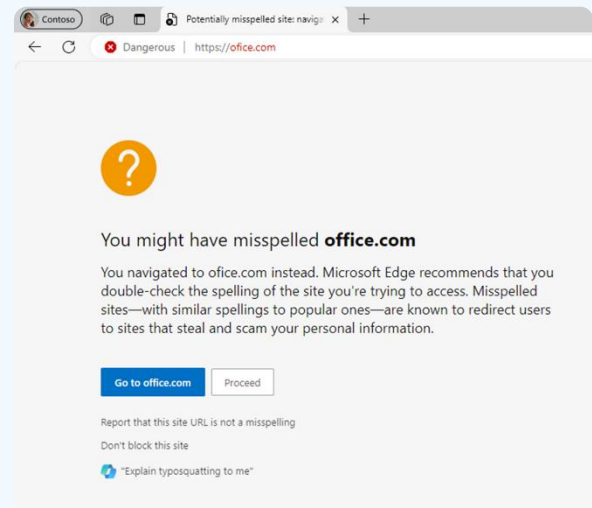 Contoso
Potentially misspelled site: naviga
Dangerous | https://ofice.com
You might have misspelled office.com
You navigated to ofice.com instead. Microsoft Edge recommends that you
double-check the spelling of the site you're trying to access. Misspelled
sites—with similar spellings to popular ones—are known to redirect users
to sites that steal and scam your personal information.
Go to office.com
Proceed
Report that this site URL is not a misspelling
Don't block this site
"Explain typosquatting to me"